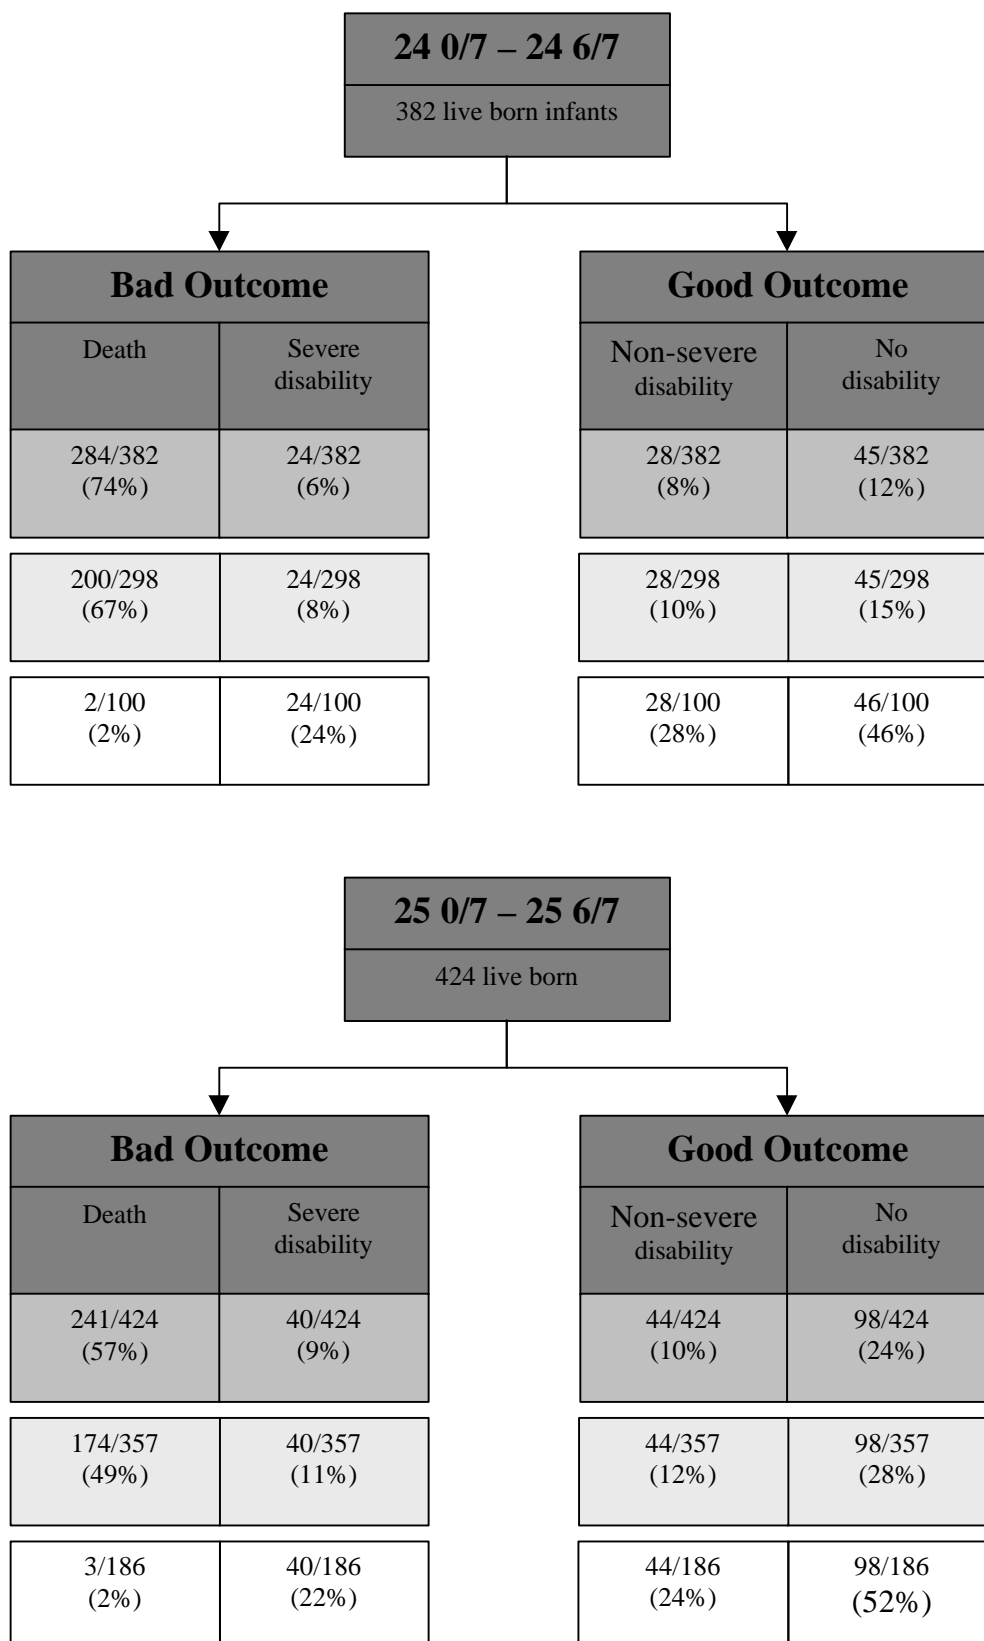 24 0/7 – 24 6/7
382 live born infants
Bad Outcome
Good Outcome
Death
Severe
disability
Non-severe
disability
No
disability
284/382
(74%)
24/382
(6%)
28/382
(8%)
45/382
(12%)
200/298
(67%)
24/298
(8%)
28/298
(10%)
45/298
(15%)
2/100
(2%)
24/100
(24%)
28/100
(28%)
46/100
(46%)
25 0/7 – 25 6/7
424 live born
Bad Outcome
Good Outcome
Death
Severe
disability
Non-severe
disability
No
disability
241/424
(57%)
40/424
(9%)
44/424
(10%)
98/424
(24%)
174/357
(49%)
40/357
(11%)
44/357
(12%)
98/357
(28%)
3/186
(2%)
40/186
(22%)
44/186
(24%)
98/186
(52%)